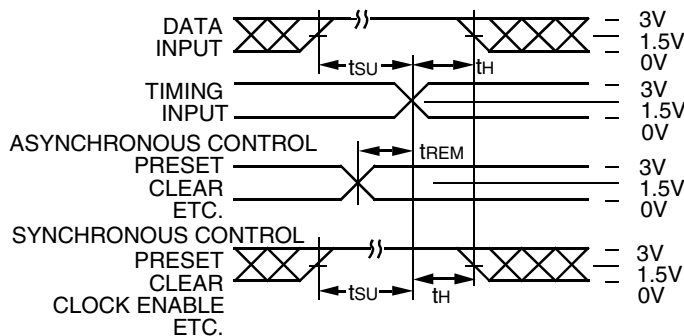 DATA
INPUT
tSU
tH
3V
1.5V
0V
TIMING
INPUT
3V
1.5V
0V
ASYNCHRONOUS CONTROL
PRESET
CLEAR
ETC.
tREM
3V
1.5V
0V
SYNCHRONOUS CONTROL
PRESET
CLEAR
CLOCK ENABLE
ETC.
tSU
tH
3V
1.5V
0V